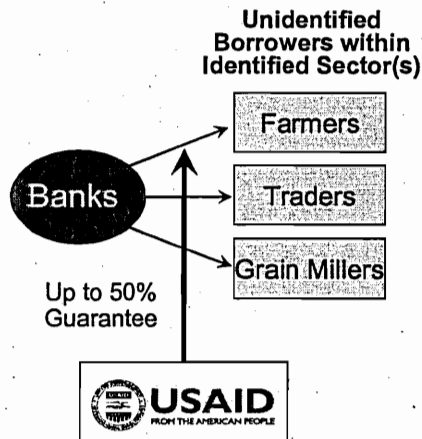 Unidentified
Borrowers within
Identified Sector(s)
Farmers
Banks
Traders
Grain Millers
Up to 50%
Guarantee
USAID
USAID
FROM THE AMERICAN PEOPLE